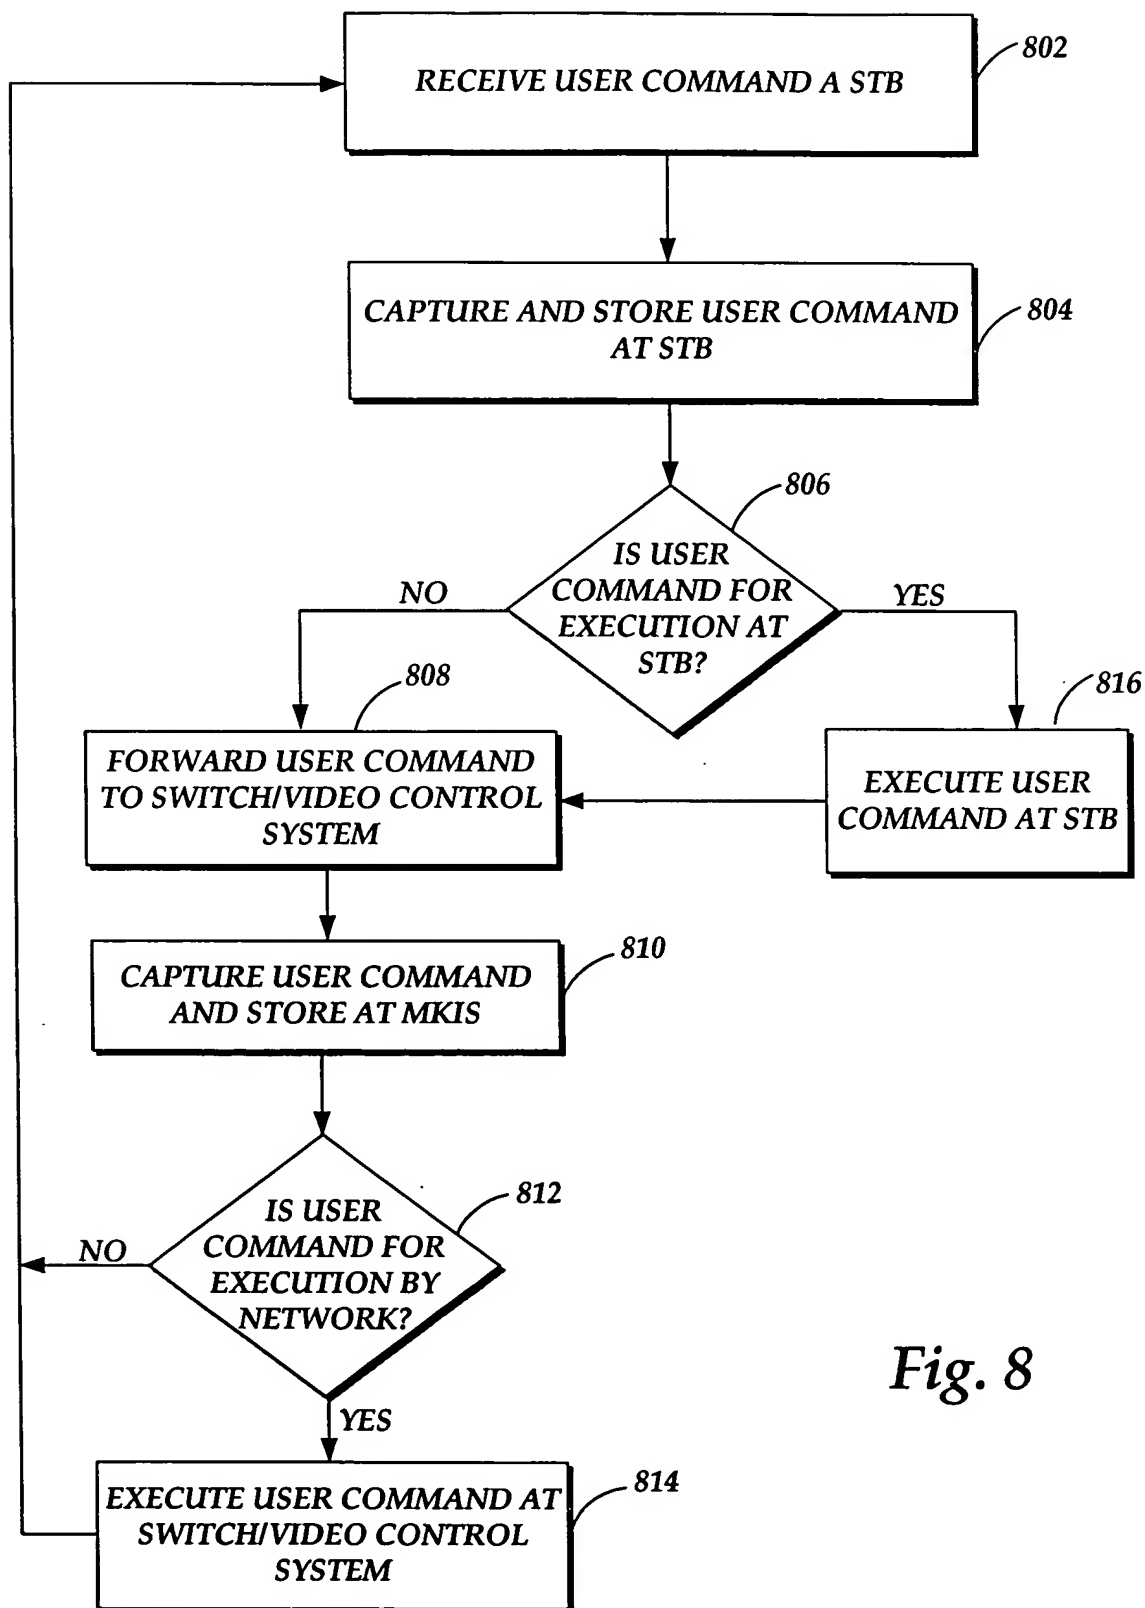 802
RECEIVE USER COMMAND A STB
CAPTURE AND STORE USER COMMAND
AT STB
804
806
IS USER
COMMAND FOR
EXECUTION AT
STB?
NO
YES
808
816
FORWARD USER COMMAND
TO SWITCH/VIDEO CONTROL
SYSTEM
EXECUTE USER
COMMAND AT STB
810
CAPTURE USER COMMAND
AND STORE AT MKIS
812
IS USER
COMMAND FOR
EXECUTION BY
NETWORK?
NO
YES
Fig. 8
814
EXECUTE USER COMMAND AT
SWITCH/VIDEO CONTROL
SYSTEM